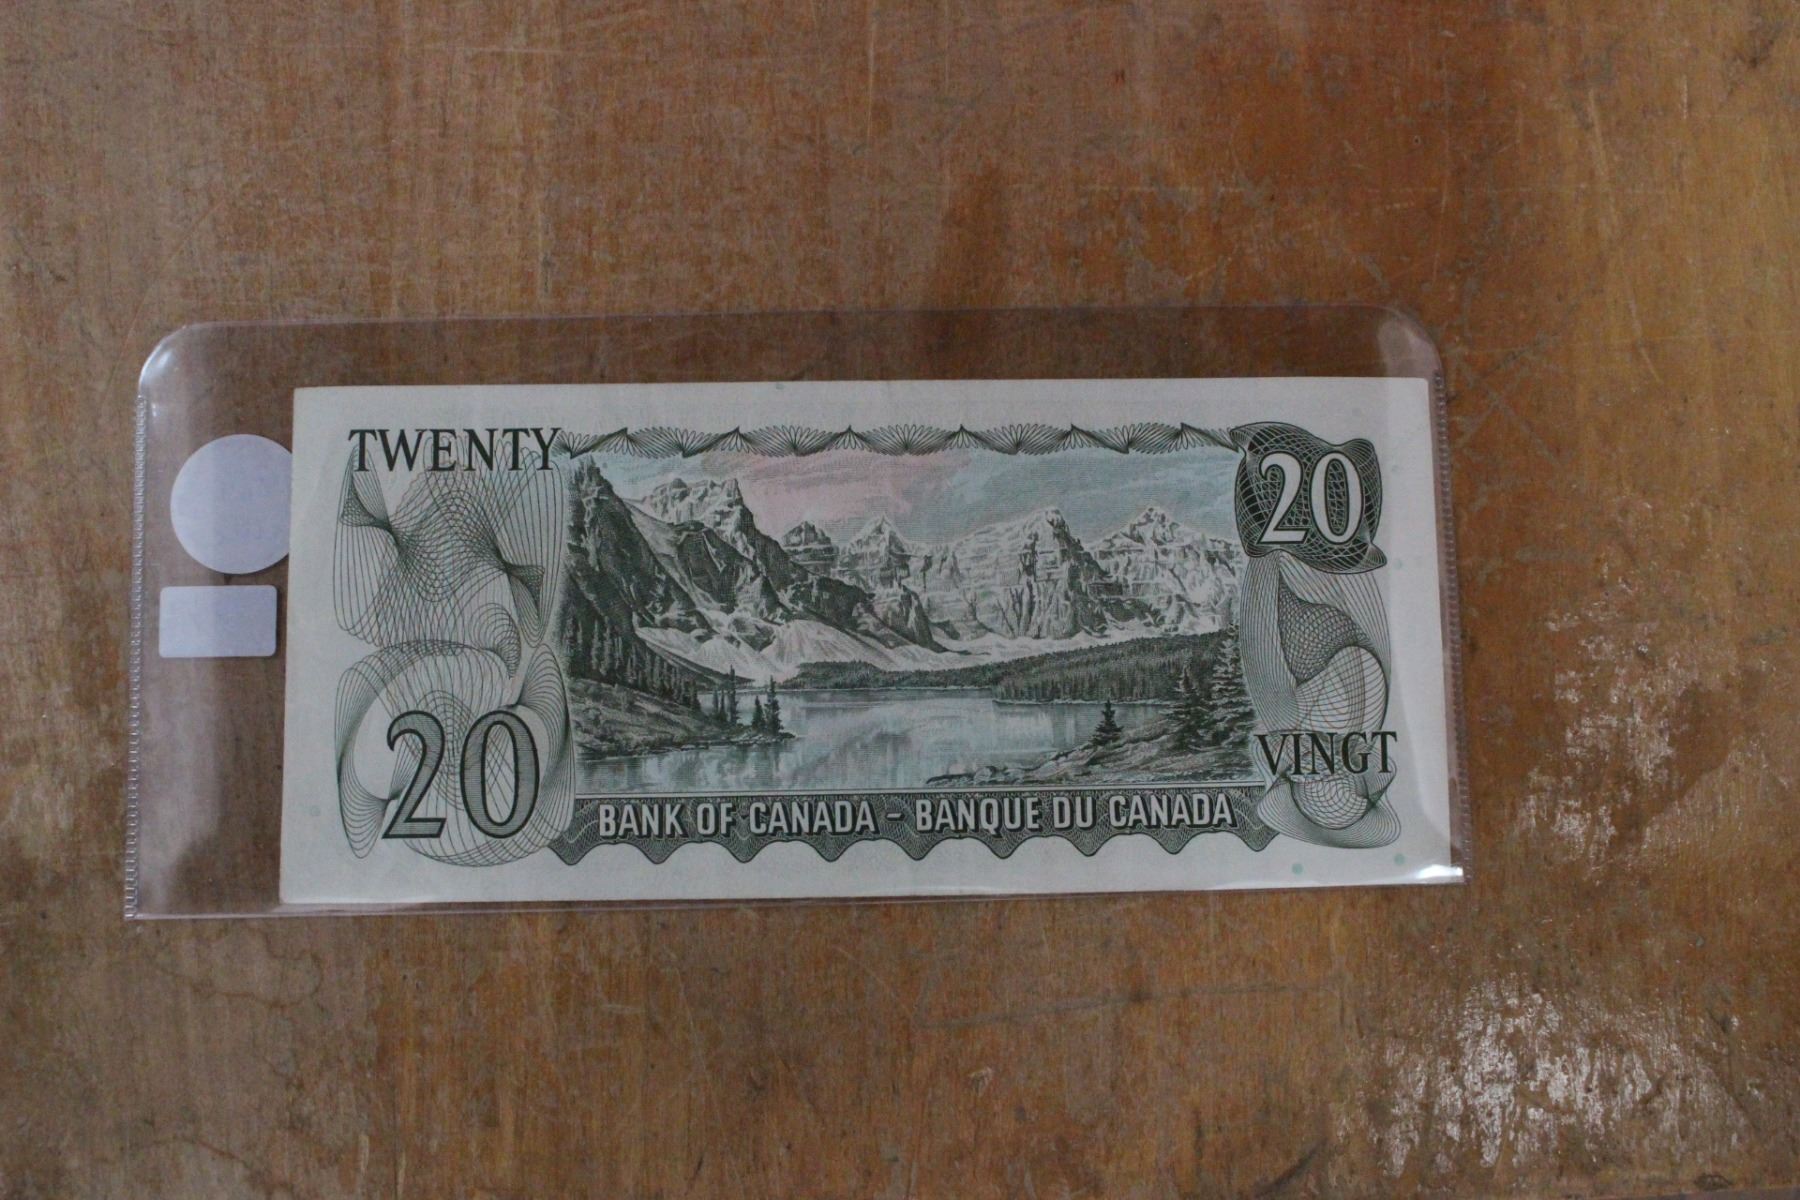 TWENTY
20
20
VINGT
BANK OF CANADA - BANQUE DU CANADA